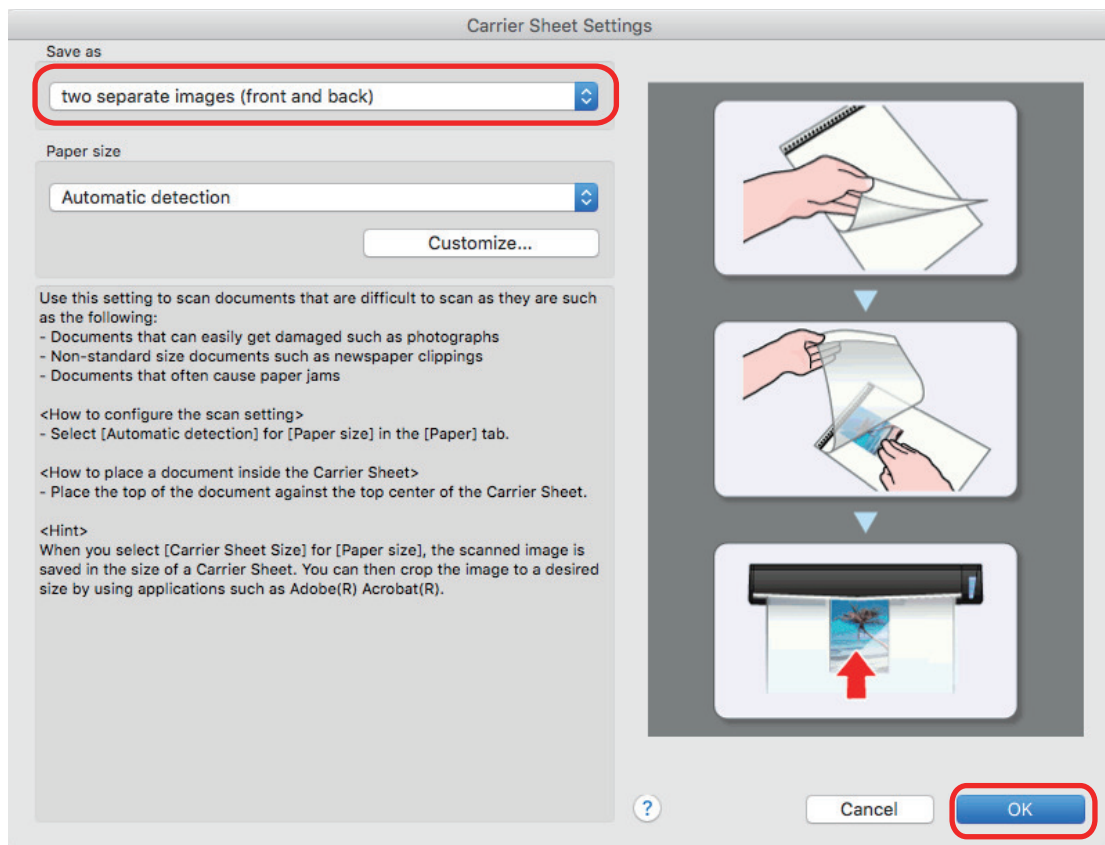 Carrier Sheet Settings
Save as
two separate images (front and back)
Paper size
Automatic detection
Customize...
Use this setting to scan documents that are difficult to scan as they are such
as the following:
- Documents that can easily get damaged such as photographs
- Non-standard size documents such as newspaper clippings
- Documents that often cause paper jams
<How to configure the scan setting>
- Select [Automatic detection] for [Paper size] in the [Paper] tab.
<How to place a document inside the Carrier Sheet>
- Place the top of the document against the top center of the Carrier Sheet.
<Hint>
When you select [Carrier Sheet Size] for [Paper size], the scanned image is
saved in the size of a Carrier Sheet. You can then crop the image to a desired
size by using applications such as Adobe(R) Acrobat(R).
?
Cancel
OK